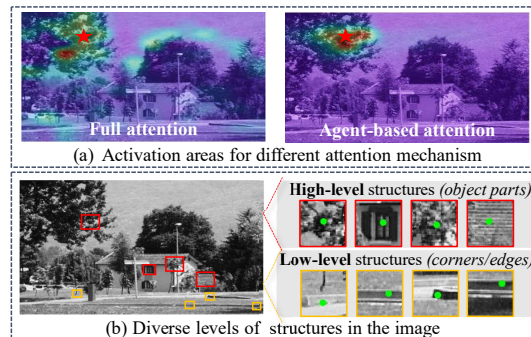 Full attention
Agent-based attention
(a) Activation areas for different attention mechanism
High-level structures (object parts)
Low-level structures (corners/edges)
(b) Diverse levels of structures in the image